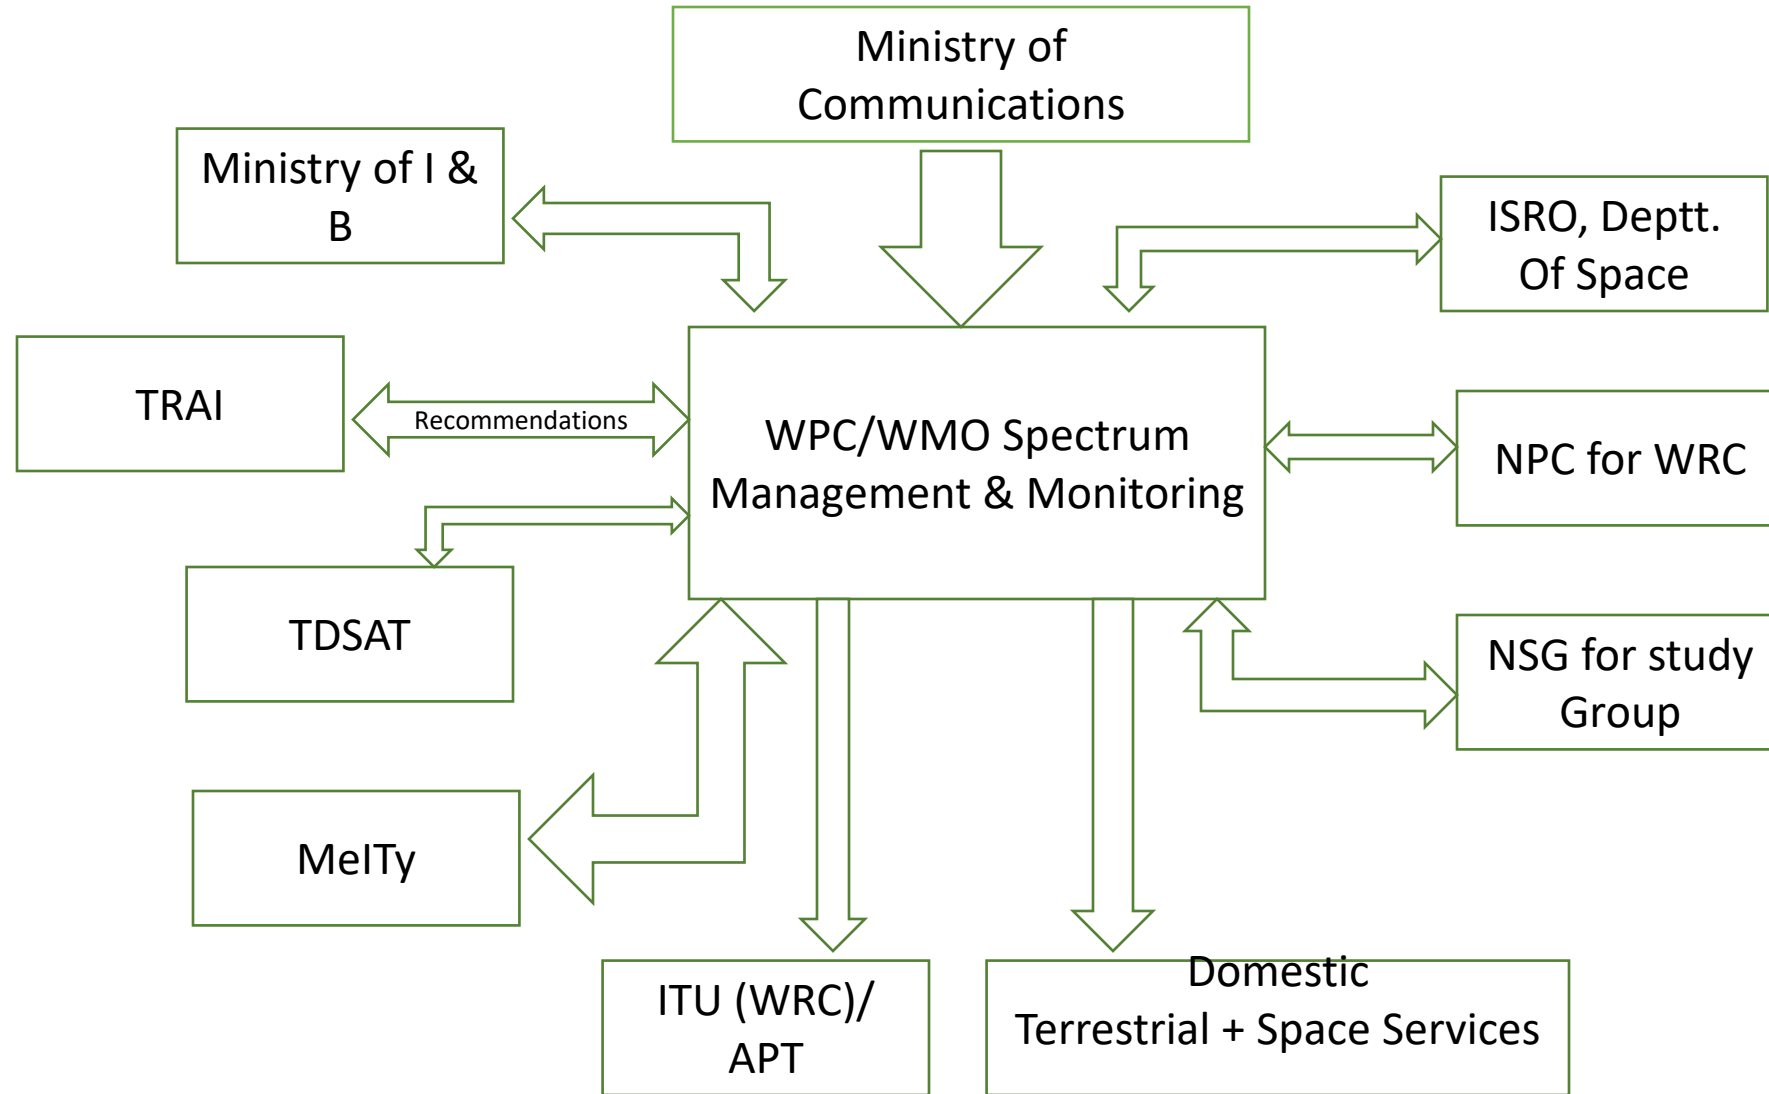 Ministry of
Communications
Ministry of I &
B
ISRO, Deptt.
Of Space
TRAI
Recommendations
WPC/WMO Spectrum
Management & Monitoring
NPC for WRC
TDSAT
NSG for study
Group
MeITy
ITU (WRC)/
APT
Domestic
Terrestrial + Space Services